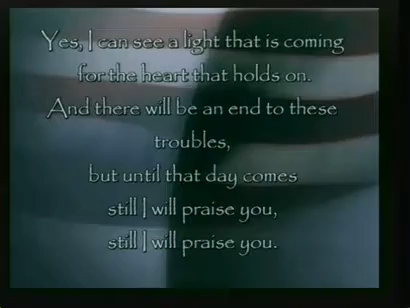 Yes, I can see a light that is coming
for the heart that holds on.
And there will be an end to these
troubles,
but until that day comes
still I will praise you,
still I will praise you.